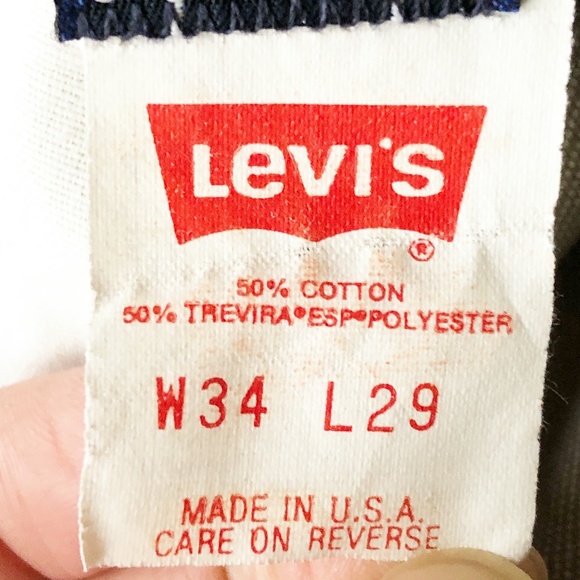 Levi's
®
50% COTTON
50% TREVIRA®ESP®POLYESTER
W34 L29
MADE IN U.S.A.
CARE ON REVERSE